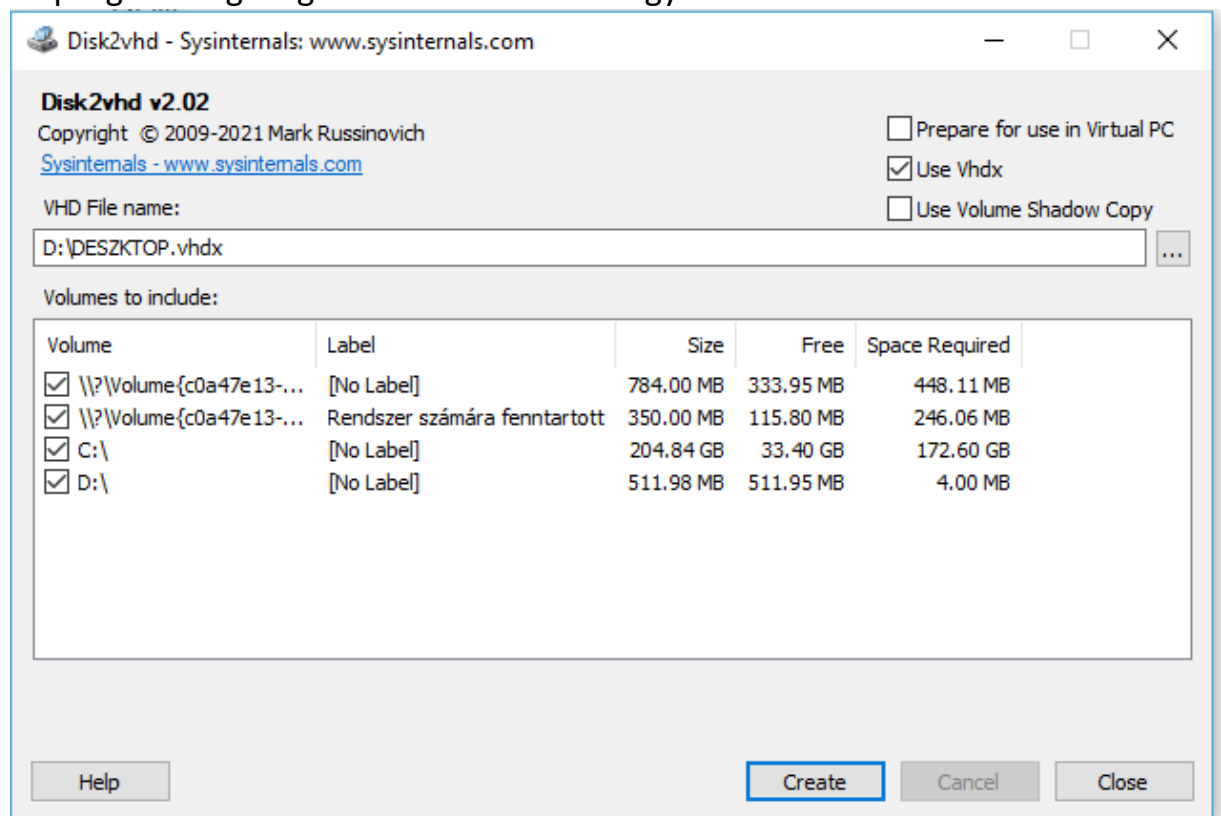 Disk2vhd - Sysinternals: www.sysinternals.com
Disk2vhd v2.02
Copyright © 2009-2021 Mark Russinovich
Sysinternals - www.sysinternals.com
Prepare for use in Virtual PC
Use Vhdx
Use Volume Shadow Copy
VHD File name:
D:\DESZKTOP.vhdx
...
Volumes to include:
Volume Label Size Free Space Required
\\?\Volume{c0a47e13-... [No Label] 784.00 MB 333.95 MB 448.11 MB
\\?\Volume{c0a47e13-... Rendszer számára fenntartott 350.00 MB 115.80 MB 246.06 MB
C:\ [No Label] 204.84 GB 33.40 GB 172.60 GB
D:\ [No Label] 511.98 MB 511.95 MB 4.00 MB
Help Create Cancel Close